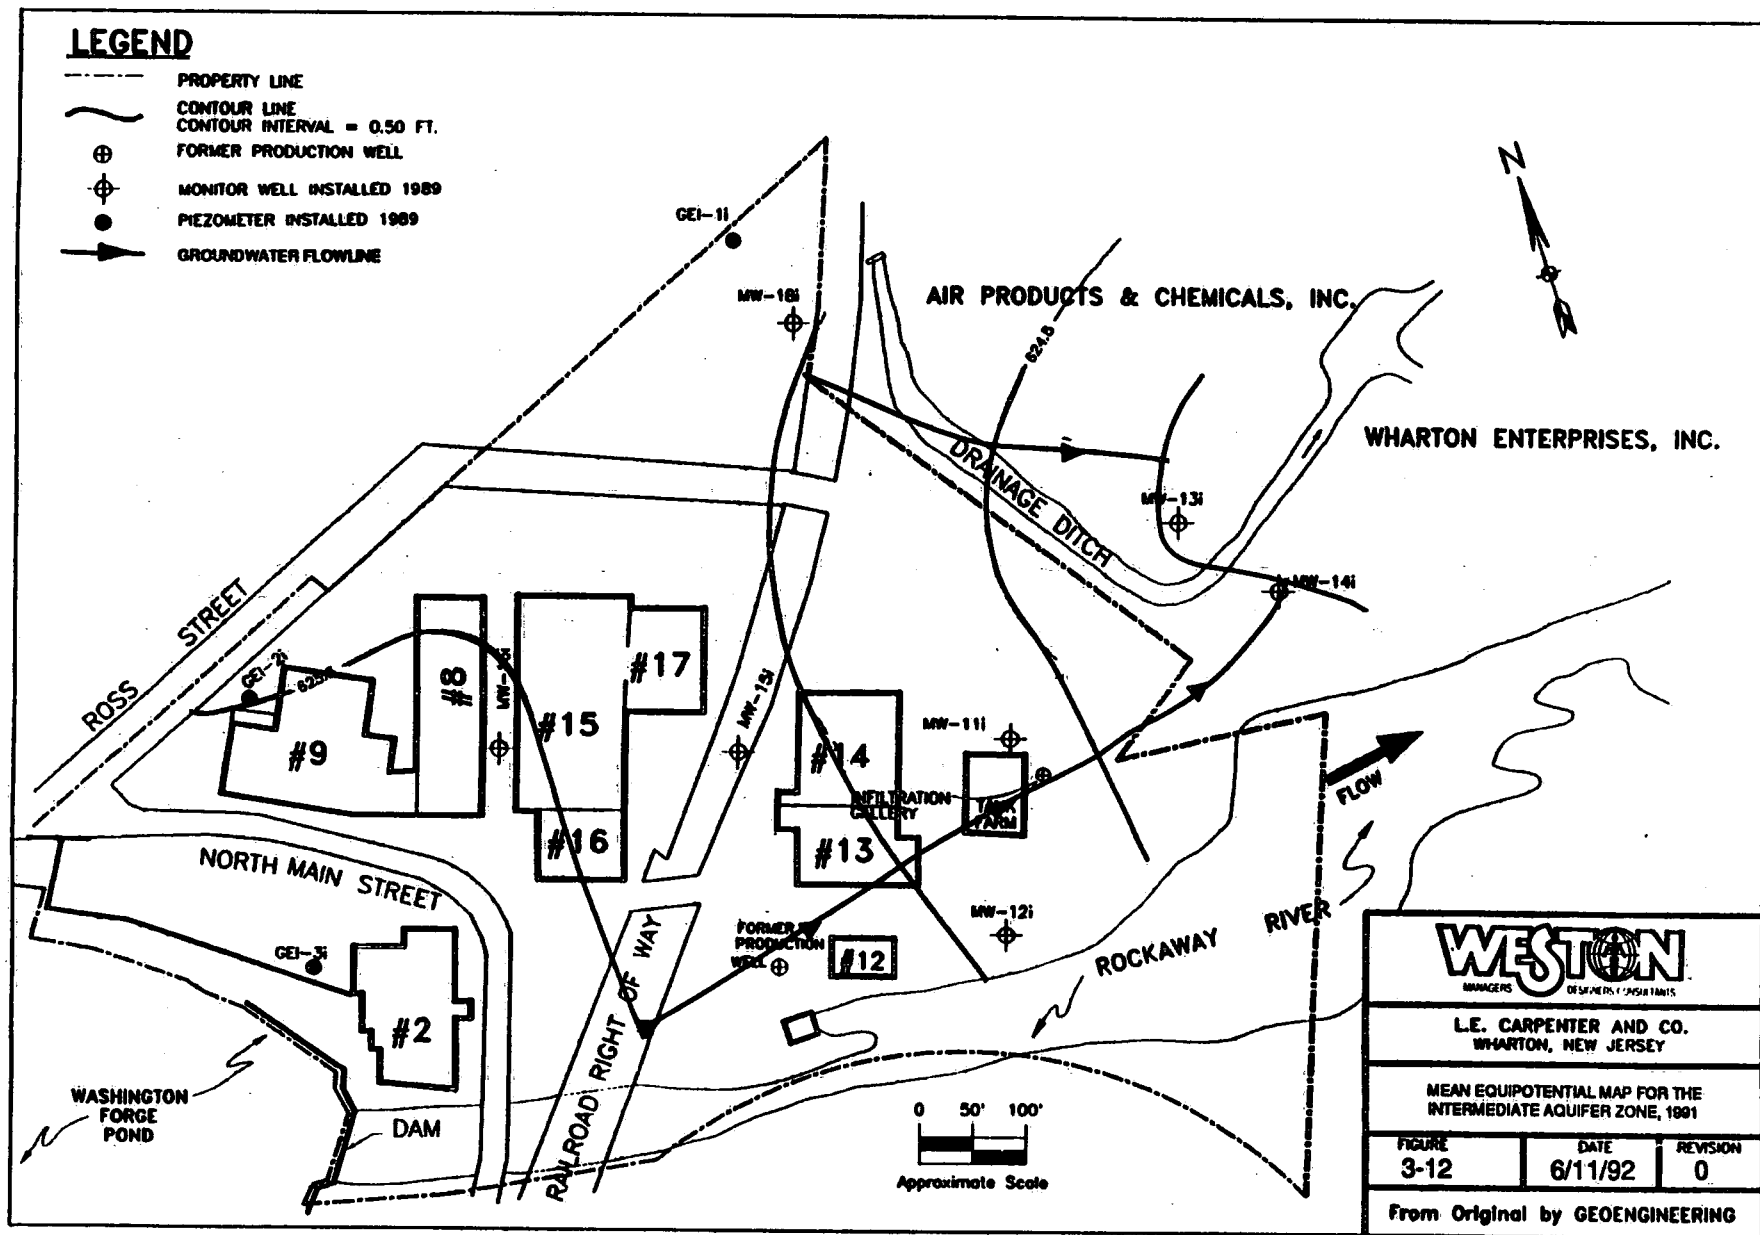 LEGEND
PROPERTY LINE
CONTOUR LINE
CONTOUR INTERVAL = 0.50 FT.
FORMER PRODUCTION WELL
MONITOR WELL INSTALLED 1989
PIEZOMETER INSTALLED 1989
GROUNDWATER FLOWLINE
N
GEI-1i
AIR PRODUCTS & CHEMICALS, INC.
624.8
WHARTON ENTERPRISES, INC.
DRAINAGE DITCH
MW-13i
MW-14i
ROSS STREET
GEI-2i
#9
#8
#15
#17
#16
MW-15i
#14
INFILTRATION
GALLERY
#13
MW-11i
TANK
FARM
FLOW
NORTH MAIN STREET
GEI-3i
#2
FORMER
PRODUCTION
WELL
#12
MW-12i
ROCKAWAY RIVER
RAILROAD RIGHT OF WAY
WASHINGTON
FORGE
POND
DAM
0 50' 100'
Approximate Scale
WESTON
MANAGERS DESIGNERS/CONSULTANTS
L.E. CARPENTER AND CO.
WHARTON, NEW JERSEY
MEAN EQUIPOTENTIAL MAP FOR THE
INTERMEDIATE AQUIFER ZONE, 1991
FIGURE
3-12
DATE
6/11/92
REVISION
0
From Original by GEOENGINEERING